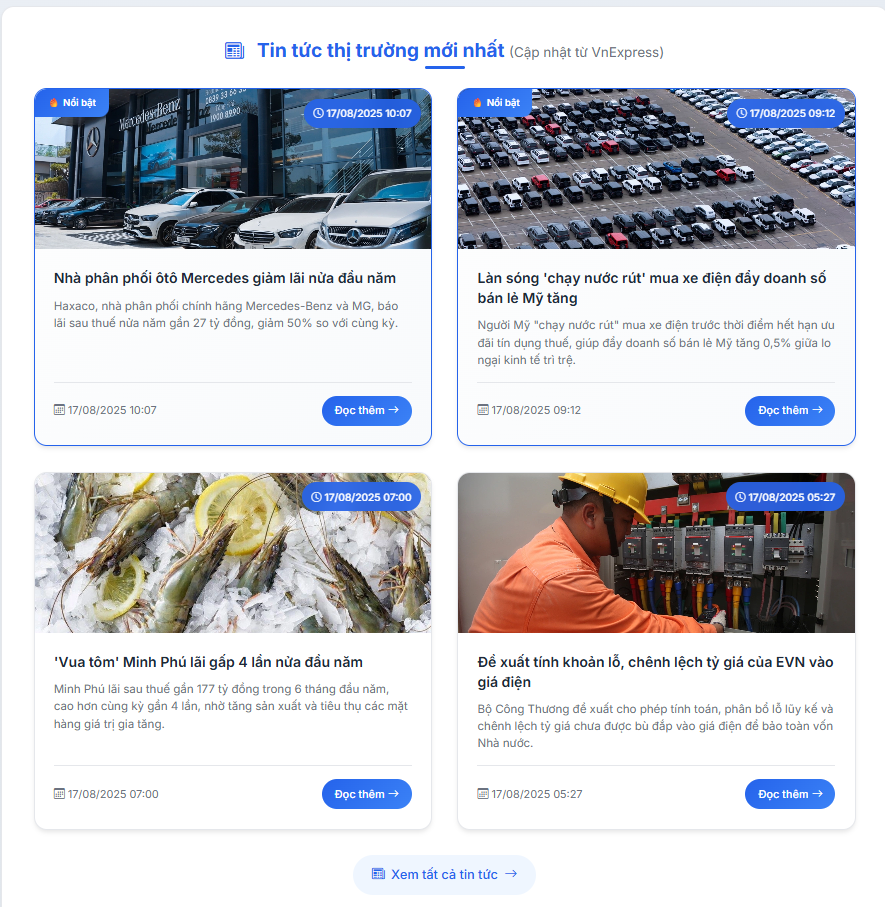 Tin tức thị trường mới nhất (Cập nhật từ VnExpress)
Nổi bật
17/08/2025 10:07
Mercedes-Benz
0839 33 66 33
1900 8990
Nhà phân phối ôtô Mercedes giảm lãi nửa đầu năm
Haxaco, nhà phân phối chính hãng Mercedes-Benz và MG, báo
lãi sau thuế nửa năm gần 27 tỷ đồng, giảm 50% so với cùng kỳ.
17/08/2025 10:07
Đọc thêm →
Nổi bật
17/08/2025 09:12
Làn sóng 'chạy nước rút' mua xe điện đẩy doanh số
bán lẻ Mỹ tăng
Người Mỹ "chạy nước rút" mua xe điện trước thời điểm hết hạn ưu
đãi tín dụng thuế, giúp đẩy doanh số bán lẻ Mỹ tăng 0,5% giữa lo
ngại kinh tế trì trệ.
17/08/2025 09:12
Đọc thêm →
17/08/2025 07:00
'Vua tôm' Minh Phú lãi gấp 4 lần nửa đầu năm
Minh Phú lãi sau thuế gần 177 tỷ đồng trong 6 tháng đầu năm,
cao hơn cùng kỳ gần 4 lần, nhờ tăng sản xuất và tiêu thụ các mặt
hàng giá trị gia tăng.
17/08/2025 07:00
Đọc thêm →
17/08/2025 05:27
Đề xuất tính khoản lỗ, chênh lệch tỷ giá của EVN vào
giá điện
Bộ Công Thương đề xuất cho phép tính toán, phân bổ lỗ lũy kế và
chênh lệch tỷ giá chưa được bù đắp vào giá điện để bảo toàn vốn
Nhà nước.
17/08/2025 05:27
Đọc thêm →
Xem tất cả tin tức →